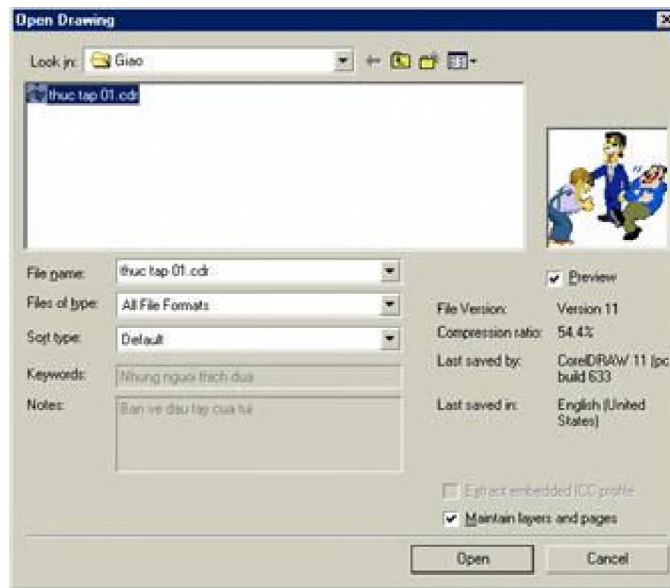 Open Drawing
Look in: Giao
thuc tap 01.cdr
File name: thuc tap 01.cdr
Preview
Files of type: All File Formats
File Version: Version 11
Sort type: Default
Compression ratio: 54.4%
Keywords: Nhung nguoi thich dua
Last saved by: CorelDRAW 11 (pc
build 633
Notes: Ban ve dau tay cua tui
Last saved in: English (United
States)
Extract embedded ICC profile
Maintain layers and pages
Open Cancel